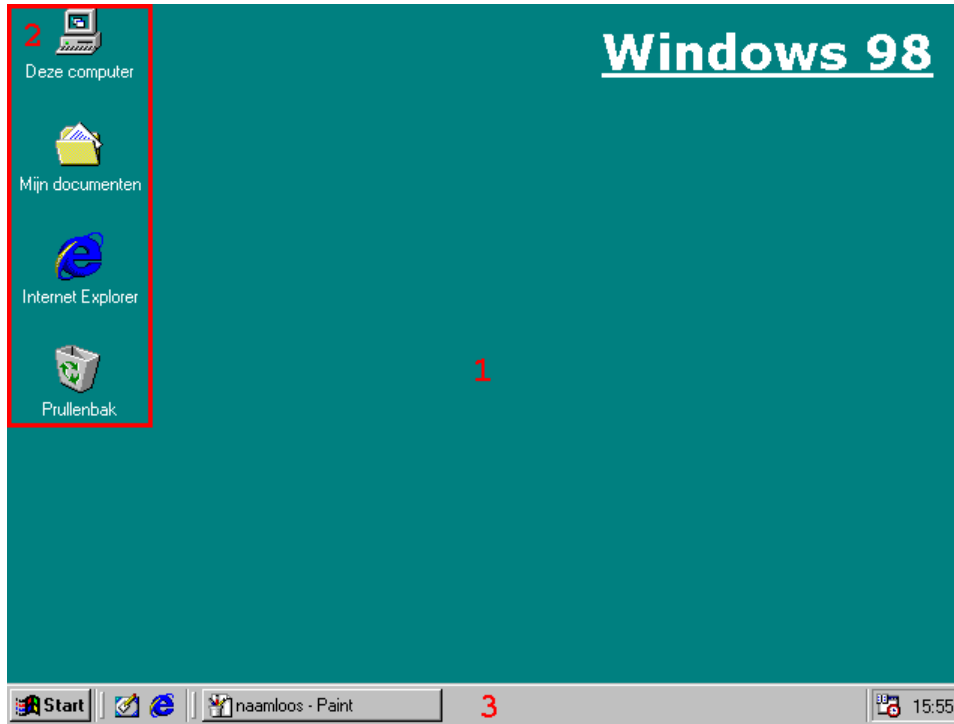 2
Deze computer
Windows 98
Mijn documenten
Internet Explorer
1
Prullenbak
Start
naamloos - Paint
3
15:55